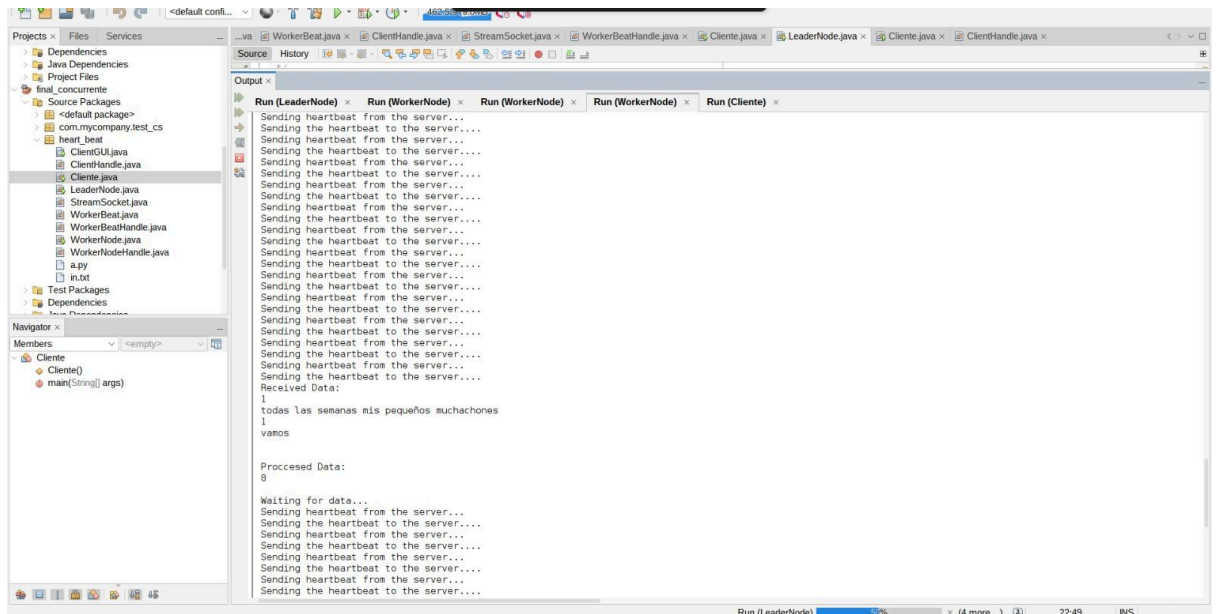 <default confi...
462.5/
Projects × Files Services
...va WorkerBeat.java × ClientHandle.java × StreamSocket.java × WorkerBeatHandle.java × Cliente.java × LeaderNode.java × Cliente.java × ClientHandle.java ×
Dependencies
Java Dependencies
Project Files
final_concurrente
Source Packages
<default package>
com.mycompany.test_cs
heart_beat
ClientGUI.java
ClientHandle.java
Cliente.java
LeaderNode.java
StreamSocket.java
WorkerBeat.java
WorkerBeatHandle.java
WorkerNode.java
WorkerNodeHandle.java
a.py
in.txt
Test Packages
Dependencies
Navigator ×
Members <empty>
Cliente
Cliente()
main(String[] args)
Source History
Output ×
Run (LeaderNode) × Run (WorkerNode) × Run (WorkerNode) × Run (WorkerNode) × Run (Cliente) ×
Sending heartbeat from the server...
Sending the heartbeat to the server....
Sending heartbeat from the server...
Sending the heartbeat to the server....
Sending heartbeat from the server...
Sending the heartbeat to the server....
Sending heartbeat from the server...
Sending the heartbeat to the server....
Sending heartbeat from the server...
Sending the heartbeat to the server....
Sending heartbeat from the server...
Sending the heartbeat to the server....
Sending heartbeat from the server...
Sending the heartbeat to the server....
Sending heartbeat from the server...
Sending the heartbeat to the server....
Sending heartbeat from the server...
Sending the heartbeat to the server....
Sending heartbeat from the server...
Sending the heartbeat to the server....
Sending heartbeat from the server...
Sending the heartbeat to the server....
Sending heartbeat from the server...
Sending the heartbeat to the server....
Received Data:
1
todas las semanas mis pequeños muchachones
1
vamos
Proccesed Data:
0
Waiting for data...
Sending heartbeat from the server...
Sending the heartbeat to the server....
Sending heartbeat from the server...
Sending the heartbeat to the server....
Sending heartbeat from the server...
Sending the heartbeat to the server....
Sending heartbeat from the server...
Sending the heartbeat to the server....
Run (LeaderNode) (4 more...) 22:49 INS